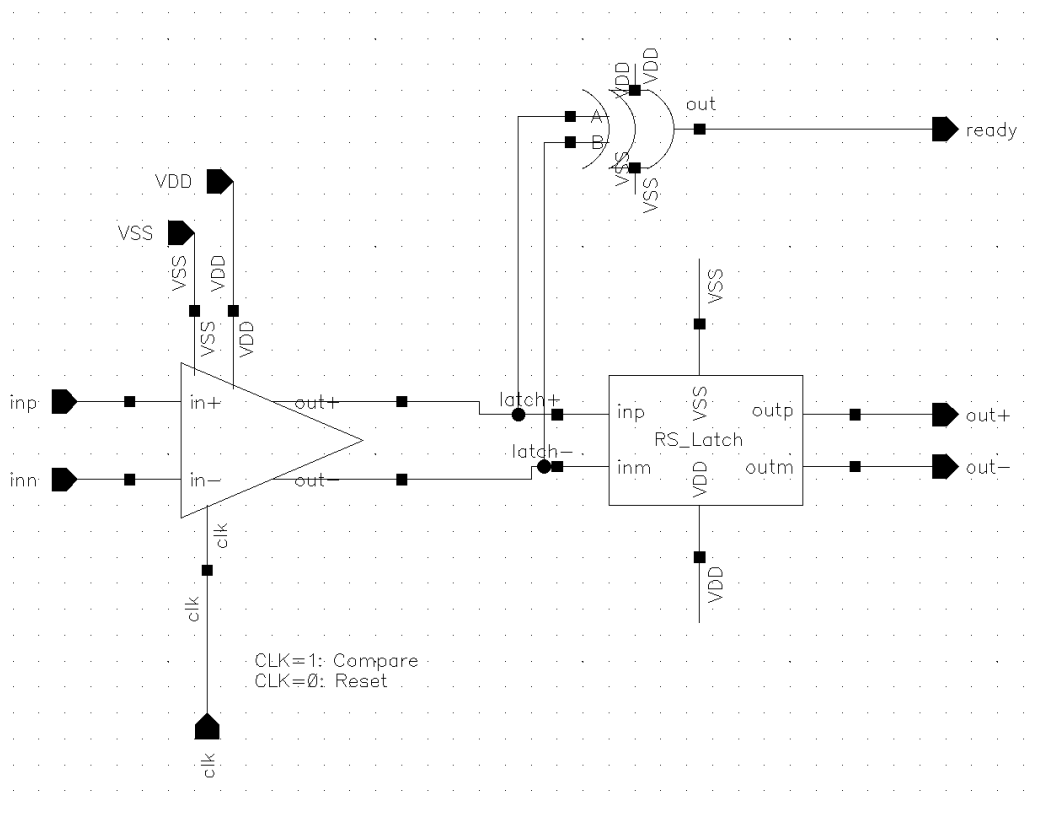 VDD
VDD
out
A
ready
B
VSS
VSS
VDD
VSS
VSS
VDD
VSS
VSS
VDD
latch+
inp
in+
out+
inp
VSS
outp
out+
RS_Latch
latch-
inn
in-
out-
inm
VDD
outm
out-
clk
VDD
clk
CLK=1: Compare
CLK=0: Reset
clk